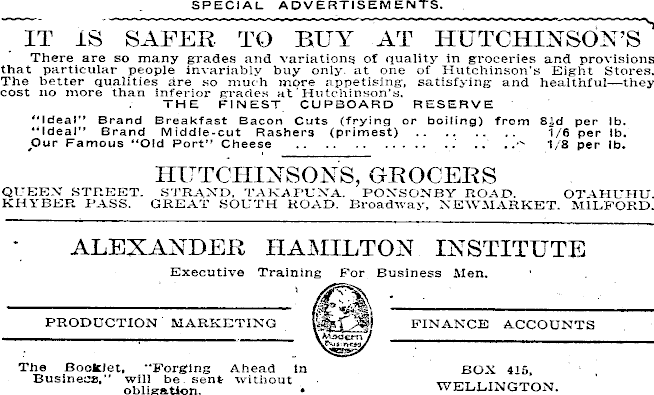 SPECIAL ADVERTISEMENTS.
IT IS SAFER TO BUY AT HUTCHINSON'S
There are so many grades and variations of quality in groceries and provisions
that particular people invariably buy only at one of Hutchinson's Eight Stores.
The better qualities are so much more appetising, satisfying and healthful—they
cost no more than inferior grades at Hutchinson's.
THE FINEST CUPBOARD RESERVE
"Ideal" Brand Breakfast Bacon Cuts (frying or boiling) from 8½d per lb.
"Ideal" Brand Middle-cut Rashers (primest) .. .. .. .. 1/6 per lb.
Our Famous "Old Port" Cheese .. .. .. .. .. .. .. .. 1/8 per lb.
HUTCHINSONS, GROCERS
QUEEN STREET. STRAND, TAKAPUNA. PONSONBY ROAD. OTAHUHU.
KHYBER PASS. GREAT SOUTH ROAD. Broadway, NEWMARKET. MILFORD.
ALEXANDER HAMILTON INSTITUTE
Executive Training For Business Men.
PRODUCTION MARKETING
Modern
Business
FINANCE ACCOUNTS
The Booklet, "Forging Ahead in
Business," will be sent without
obligation.
BOX 415,
WELLINGTON.